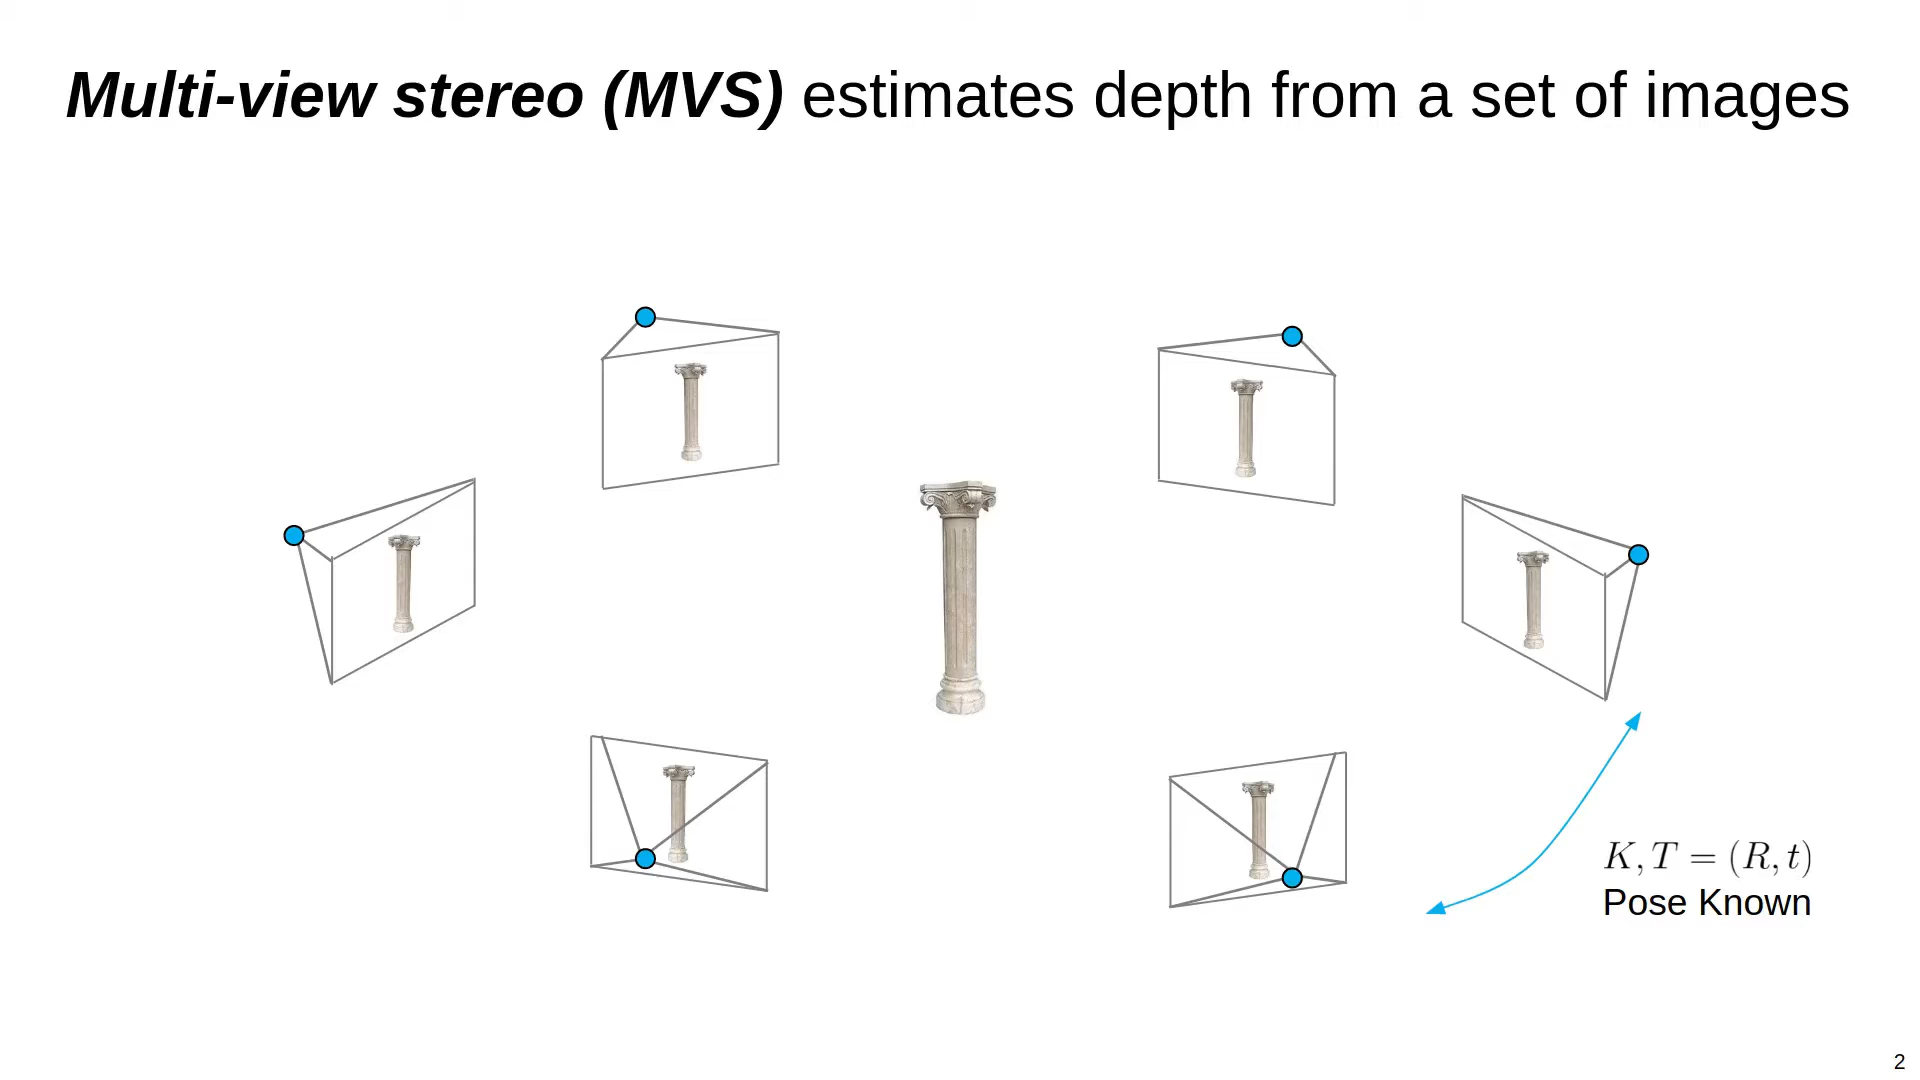 Multi-view stereo (MVS) estimates depth from a set of images
K, T = (R, t)
Pose Known
2